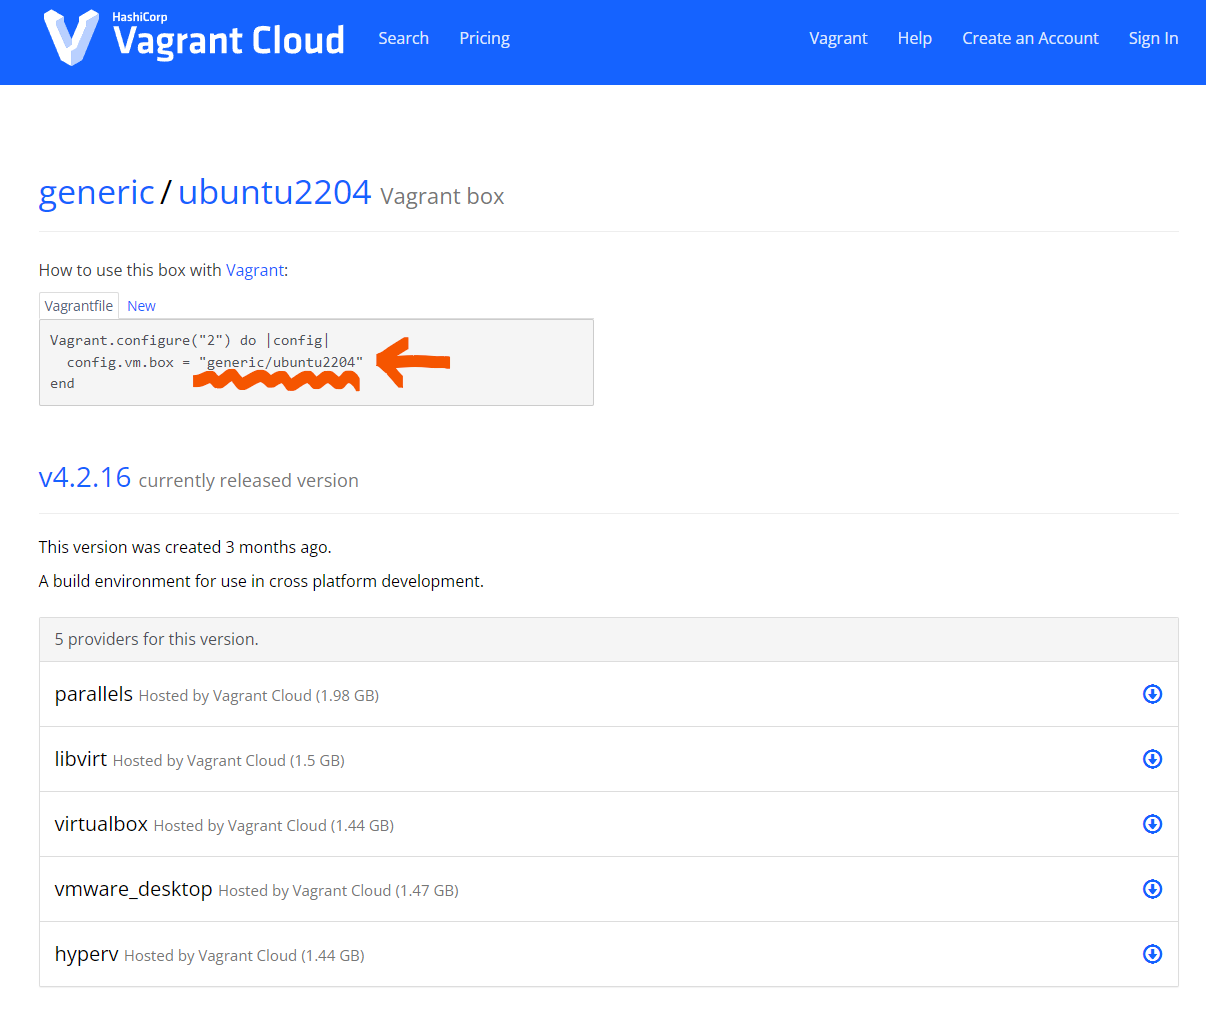 HashiCorp
Vagrant Cloud Search Pricing Vagrant Help Create an Account Sign In
generic/ubuntu2204 Vagrant box
How to use this box with Vagrant:
Vagrantfile New
Vagrant.configure("2") do |config|
  config.vm.box = "generic/ubuntu2204"
end
v4.2.16 currently released version
This version was created 3 months ago.
A build environment for use in cross platform development.
5 providers for this version.
parallels Hosted by Vagrant Cloud (1.98 GB)
libvirt Hosted by Vagrant Cloud (1.5 GB)
virtualbox Hosted by Vagrant Cloud (1.44 GB)
vmware_desktop Hosted by Vagrant Cloud (1.47 GB)
hyperv Hosted by Vagrant Cloud (1.44 GB)